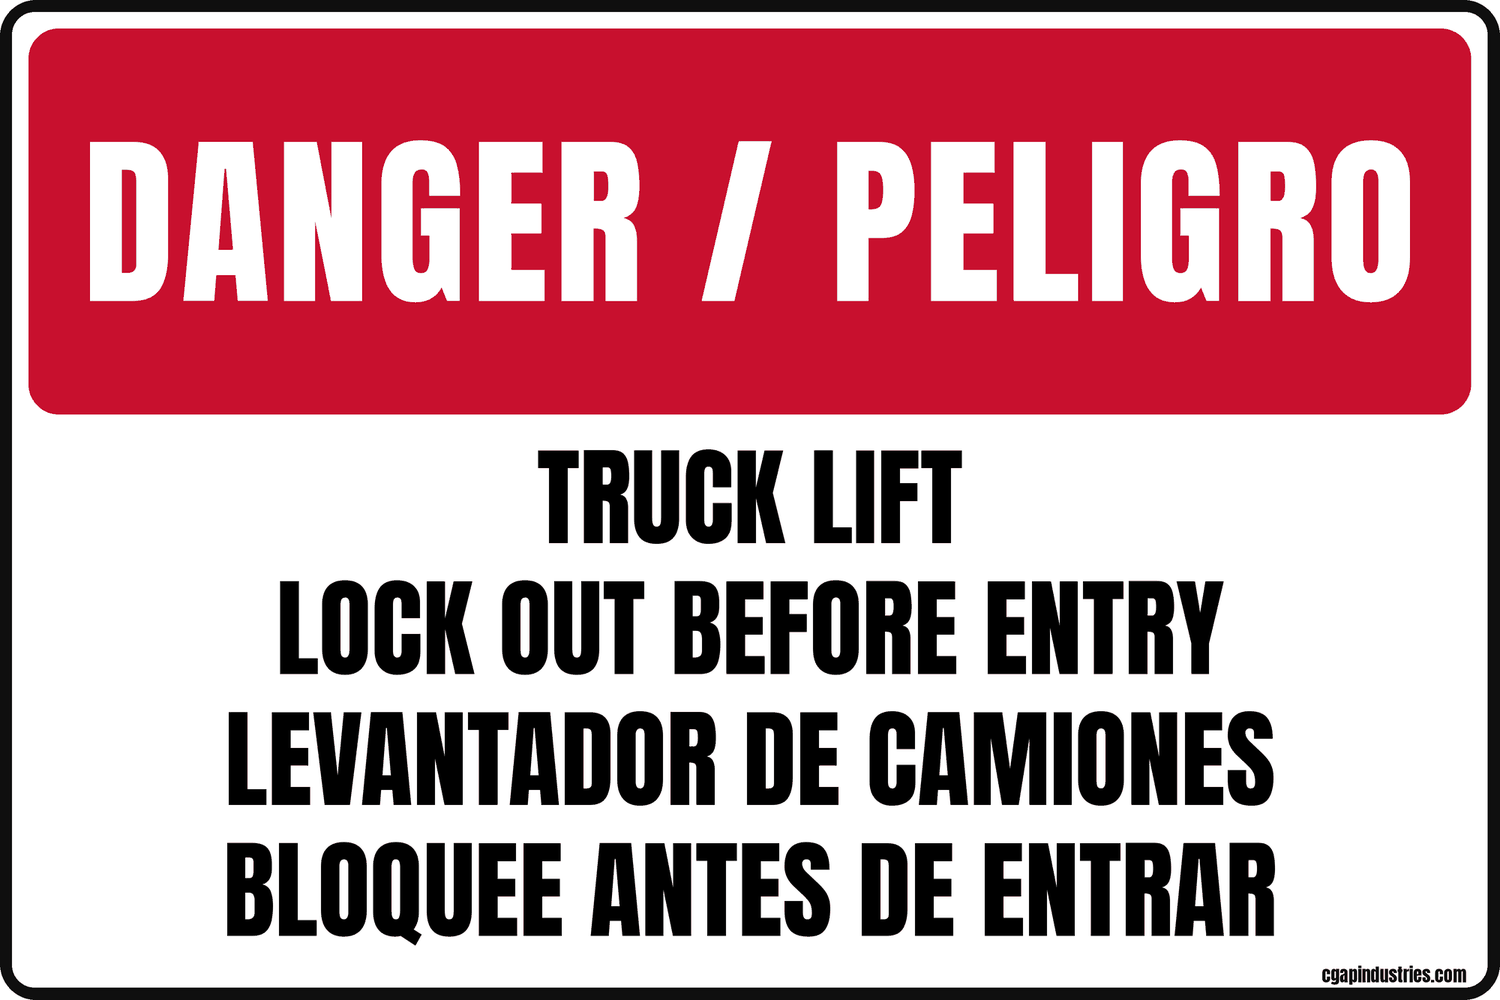 DANGER / PELIGRO
TRUCK LIFT
LOCK OUT BEFORE ENTRY
LEVANTADOR DE CAMIONES
BLOQUEE ANTES DE ENTRAR
cgapindustries.com